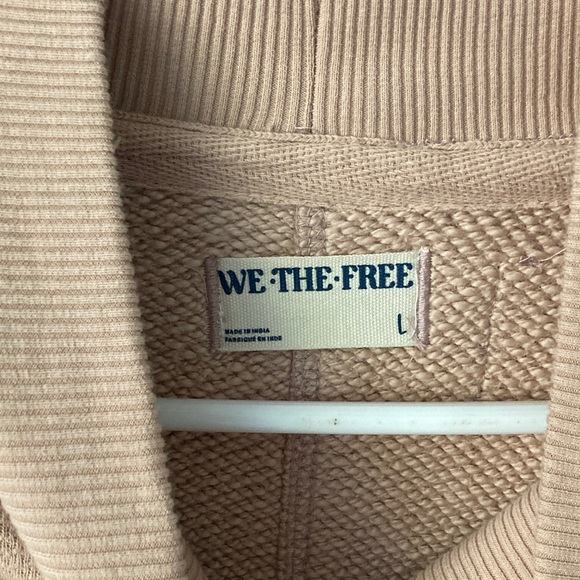 WE·THE·FREE
L
MADE IN INDIA
FABRIQUÉ EN INDE